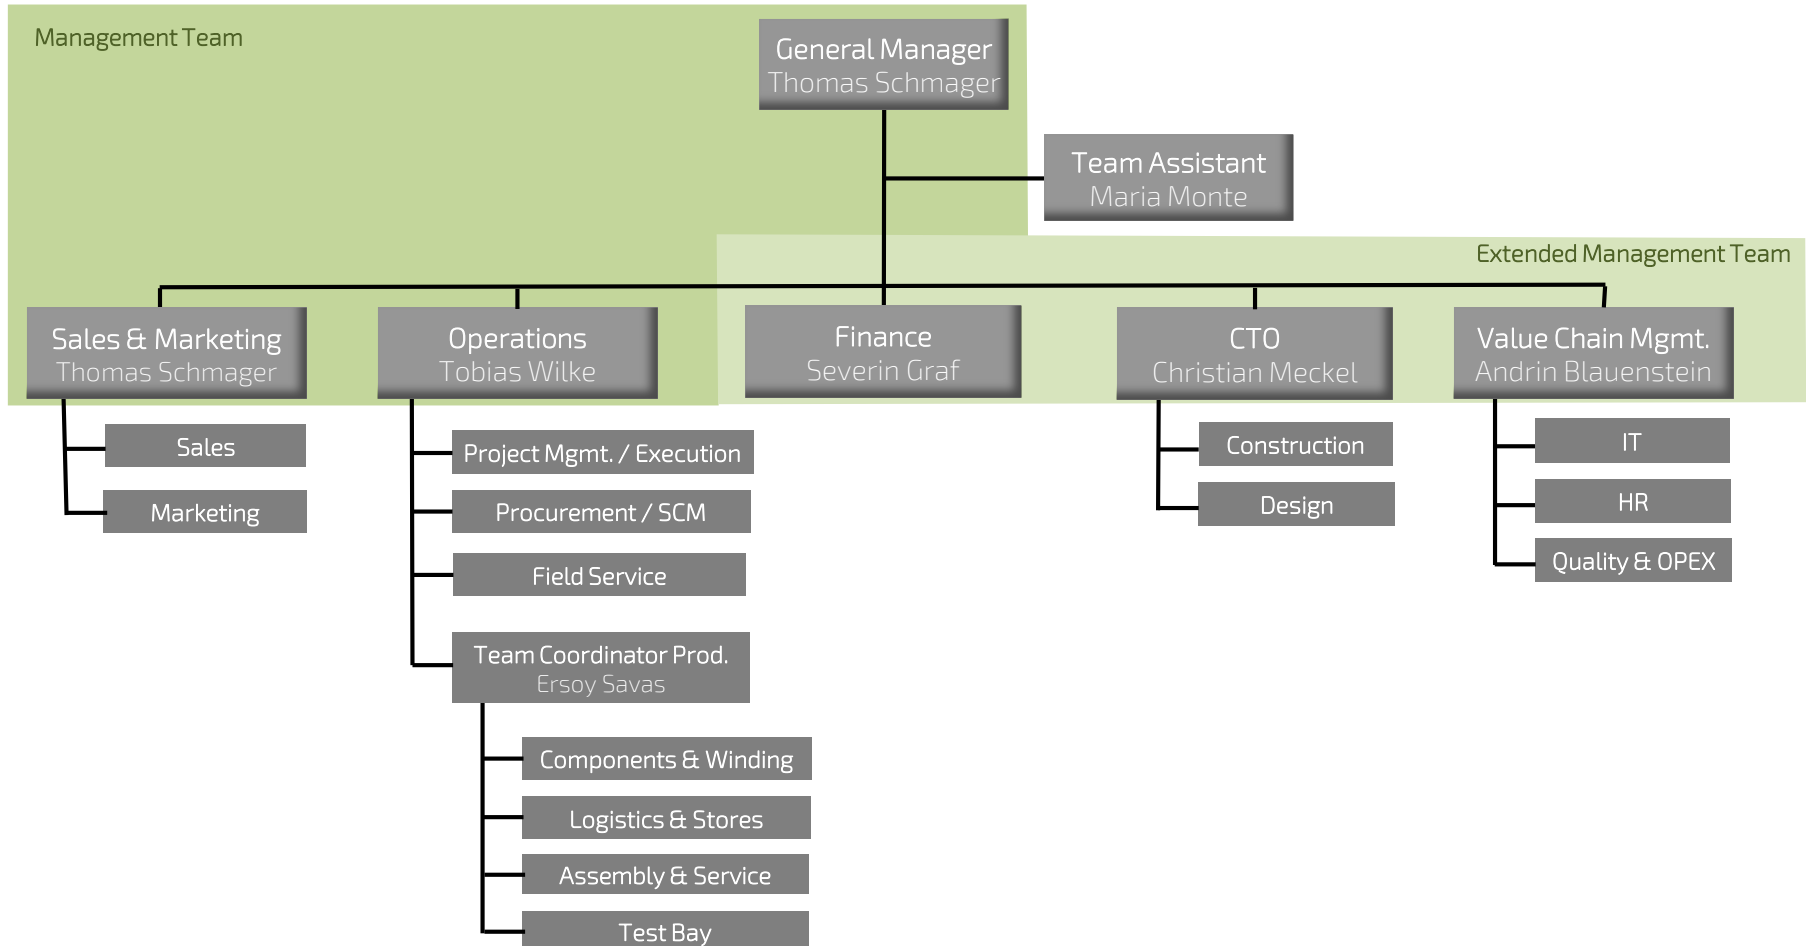 Management Team
General Manager
Thomas Schmager
Team Assistant
Maria Monte
Extended Management Team
Sales & Marketing
Thomas Schmager
Operations
Tobias Wilke
Finance
Severin Graf
CTO
Christian Meckel
Value Chain Mgmt.
Andrin Blauenstein
Sales
Marketing
Project Mgmt. / Execution
Procurement / SCM
Field Service
Team Coordinator Prod.
Ersoy Savas
Components & Winding
Logistics & Stores
Assembly & Service
Test Bay
Construction
Design
IT
HR
Quality & OPEX